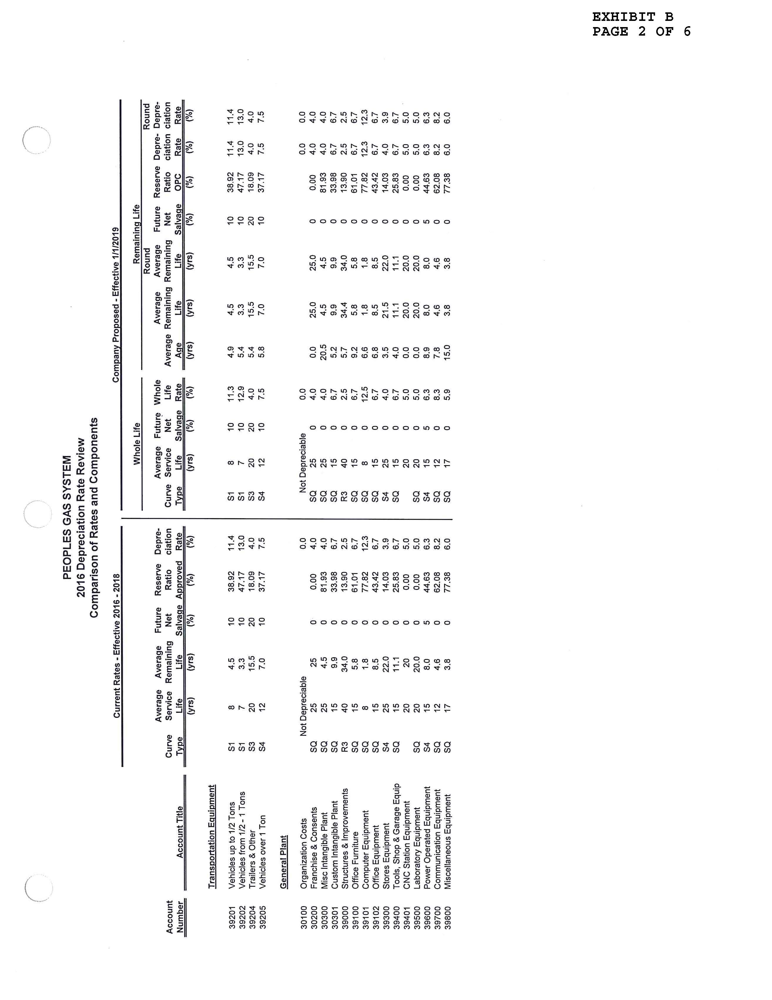 EXHIBIT B
PAGE 2 OF 6
PEOPLES GAS SYSTEM
2016 Depreciation Rate Review
Comparison of Rates and Components
Current Rates - Effective 2016 - 2018 Company Proposed - Effective 1/1/2019
Whole Life Remaining Life
Round Round
Average Average Future Reserve Depre- Average Future Whole Average Average Future Reserve Depre- Depre-
Account Curve Service Remaining Net Ratio ciation Curve Service Net Life Average Remaining Remaining Net Ratio ciation ciation
Number Account Title Type Life Life Salvage Approved Rate Type Life Salvage Rate Age Life Life Salvage OPC Rate Rate
(yrs) (yrs) (%) (%) (%) (yrs) (%) (%) (yrs) (yrs) (yrs) (%) (%) (%) (%)
Transportation Equipment
39201 Vehicles up to 1/2 Tons S1 8 4.5 10 38.92 11.4 S1 8 10 11.3 4.9 4.5 4.5 10 38.92 11.4 11.4
39202 Vehicles from 1/2 - 1 Tons S1 7 3.3 10 47.17 13.0 S1 7 10 12.9 5.4 3.3 3.3 10 47.17 13.0 13.0
39204 Trailers & Other S3 20 15.5 20 18.09 4.0 S3 20 20 4.0 5.4 15.5 15.5 20 18.09 4.0 4.0
39205 Vehicles over 1 Ton S4 12 7.0 10 37.17 7.5 S4 12 10 7.5 5.8 7.0 7.0 10 37.17 7.5 7.5
General Plant
30100 Organization Costs Not Depreciable 0.0 Not Depreciable 0.0 0.0 0.0
30200 Franchise & Consents SQ 25 25 0 0.00 4.0 SQ 25 0 4.0 0.0 25.0 25.0 0 0.00 4.0 4.0
30300 Misc Intangible Plant SQ 25 4.5 0 81.93 4.0 SQ 25 0 4.0 20.5 4.5 4.5 0 81.93 4.0 4.0
30301 Custom Intangible Plant SQ 15 9.9 0 33.98 6.7 SQ 15 0 6.7 5.2 9.9 9.9 0 33.98 6.7 6.7
39000 Structures & Improvements R3 40 34.0 0 13.90 2.5 R3 40 0 2.5 5.7 34.4 34.0 0 13.90 2.5 2.5
39100 Office Furniture SQ 15 5.8 0 61.01 6.7 SQ 15 0 6.7 9.2 5.8 5.8 0 61.01 6.7 6.7
39101 Computer Equipment SQ 8 1.8 0 77.82 12.3 SQ 8 0 12.5 6.6 1.8 1.8 0 77.82 12.3 12.3
39102 Office Equipment SQ 15 8.5 0 43.42 6.7 SQ 15 0 6.7 6.8 8.5 8.5 0 43.42 6.7 6.7
39300 Stores Equipment S4 25 22.0 0 14.03 3.9 S4 25 0 4.0 3.5 21.5 22.0 0 14.03 4.0 3.9
39400 Tools, Shop & Garage Equip SQ 15 11.1 0 25.83 6.7 SQ 15 0 6.7 4.0 11.1 11.1 0 25.83 6.7 6.7
39401 CNC Station Equipment 20 20 0 0.00 5.0 20 0 5.0 0.0 20.0 20.0 0 0.00 5.0 5.0
39500 Laboratory Equipment SQ 20 20.0 0 0.00 5.0 SQ 20 0 5.0 0.0 20.0 20.0 0 0.00 5.0 5.0
39600 Power Operated Equipment S4 15 8.0 5 44.63 6.3 S4 15 5 6.3 8.9 8.0 8.0 5 44.63 6.3 6.3
39700 Communication Equipment SQ 12 4.6 0 62.08 8.2 SQ 12 0 8.3 7.8 4.6 4.6 0 62.08 8.2 8.2
39800 Miscellaneous Equipment SQ 17 3.8 0 77.38 6.0 SQ 17 0 5.9 15.0 3.8 3.8 0 77.38 6.0 6.0